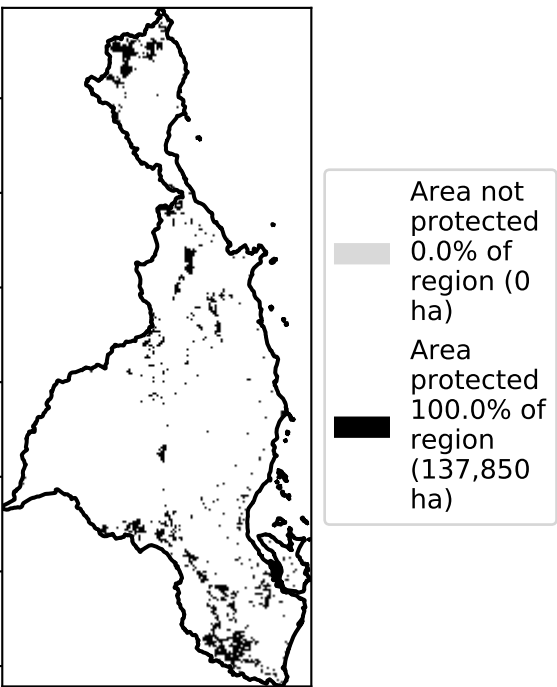 Area not
protected
0.0% of
region (0
ha)
Area
protected
100.0% of
region
(137,850
ha)